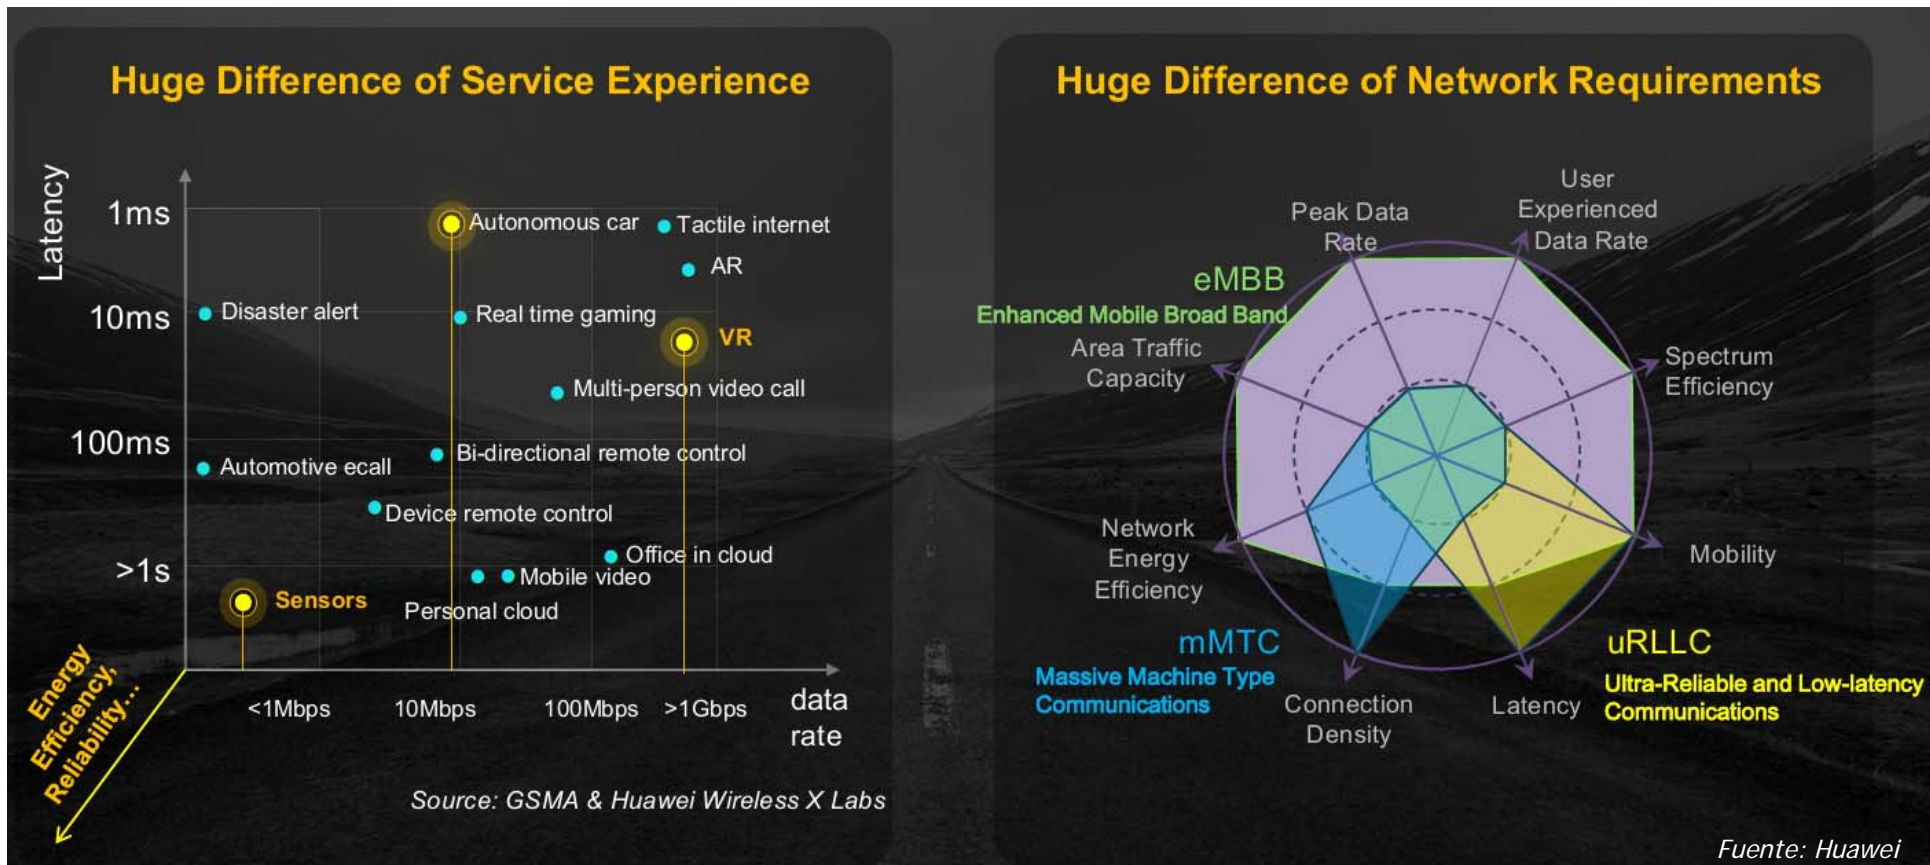 Huge Difference of Service Experience
Latency
1ms
10ms
100ms
>1s
Autonomous car
Tactile internet
AR
Disaster alert
Real time gaming
VR
Multi-person video call
Automotive ecall
Bi-directional remote control
Device remote control
Office in cloud
Mobile video
Personal cloud
Sensors
Energy
Efficiency,
Reliability...
<1Mbps
10Mbps
100Mbps
>1Gbps
data
rate
Source: GSMA & Huawei Wireless X Labs
Huge Difference of Network Requirements
Peak Data
Rate
User
Experienced
Data Rate
eMBB
Enhanced Mobile Broad Band
Area Traffic
Capacity
Spectrum
Efficiency
Network
Energy
Efficiency
Mobility
mMTC
Massive Machine Type
Communications
Connection
Density
Latency
uRLLC
Ultra-Reliable and Low-latency
Communications
Fuente: Huawei